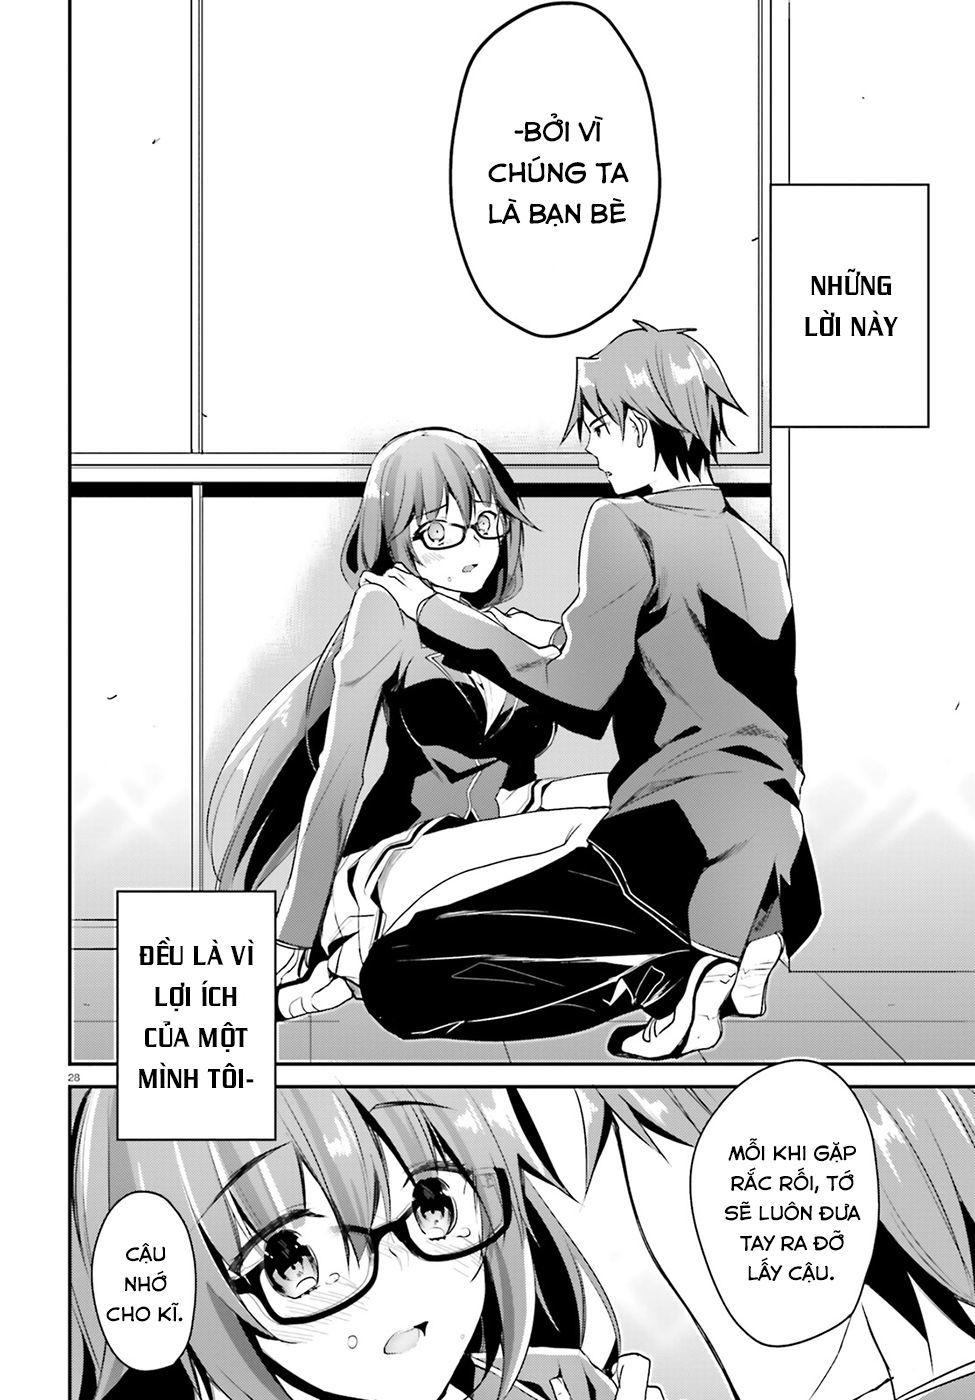 -BỞI VÌ
CHÚNG TA
LÀ BẠN BÈ
NHỮNG
LỜI NÀY
ĐỀU LÀ VÌ
LỢI ÍCH
CỦA MỘT
MÌNH TÔI-
28
MỖI KHI GẶP
RẮC RỐI, TỚ
SẼ LUÔN ĐƯA
TAY RA ĐỠ
LẤY CẬU.
CẬU
NHỚ
CHO KĨ.